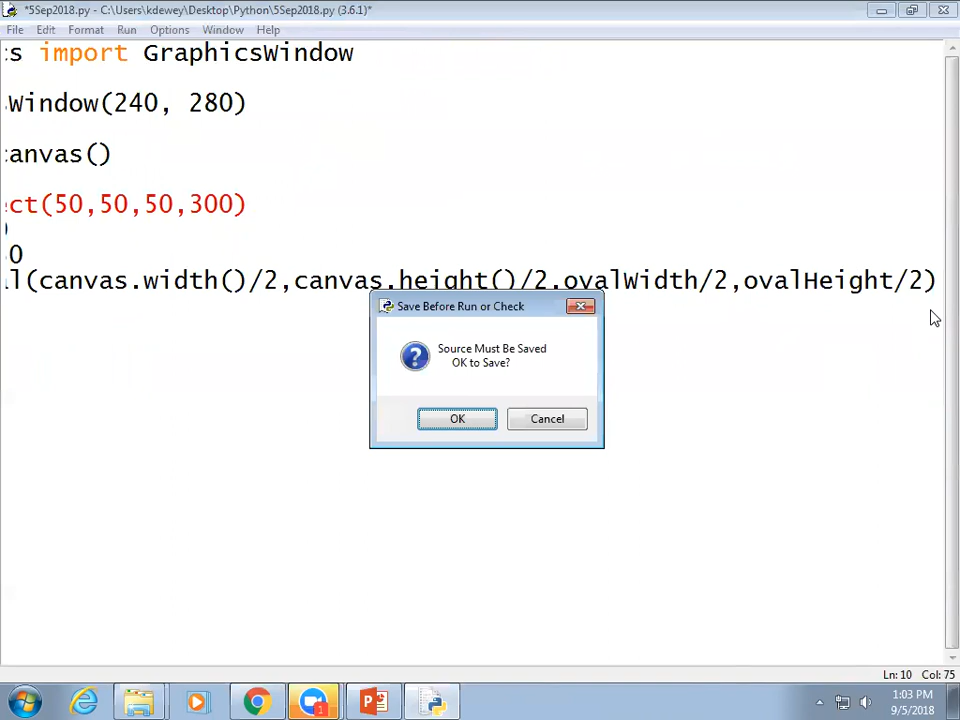 *5Sep2018.py - C:\Users\kdewey\Desktop\Python\5Sep2018.py (3.6.1)*
File Edit Format Run Options Window Help
s import GraphicsWindow
Window(240, 280)
anvas()
ect(50,50,50,300)
0
l(canvas.width()/2,canvas.height()/2,ovalWidth/2,ovalHeight/2)
Save Before Run or Check
Source Must Be Saved
OK to Save?
OK Cancel
Ln: 10 Col: 75
1:03 PM
9/5/2018
1